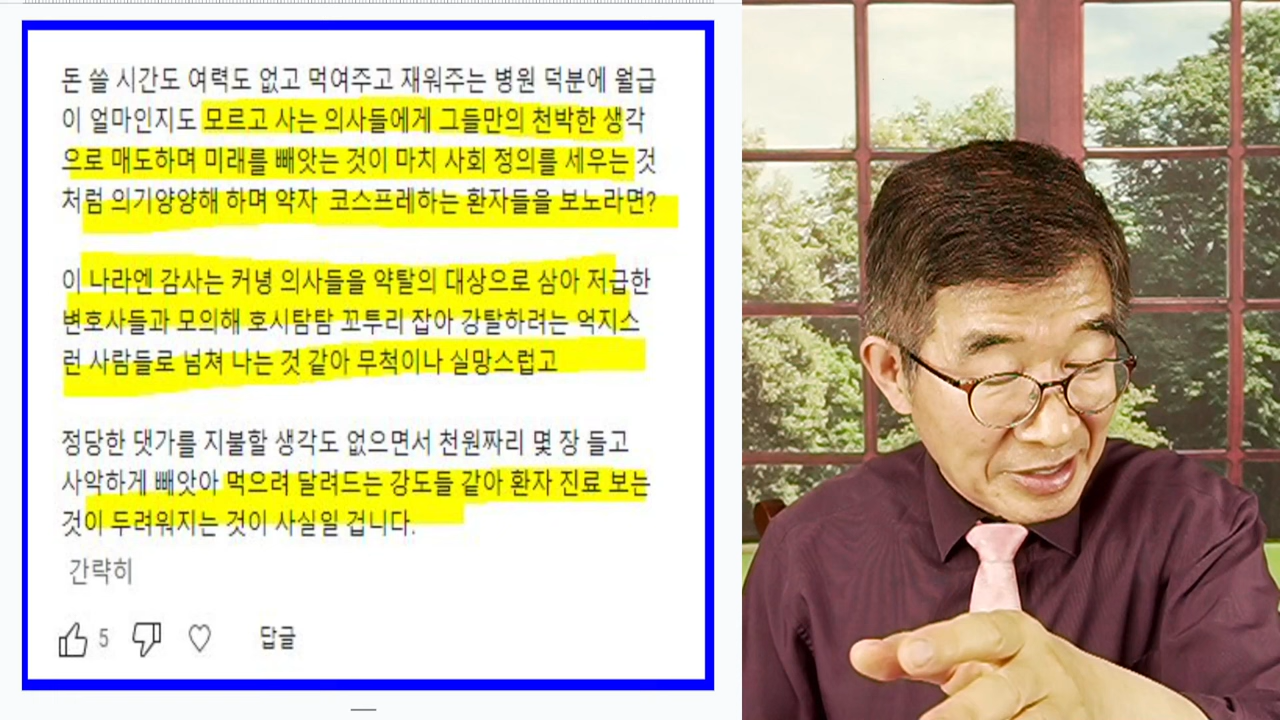 돈 쓸 시간도 여력도 없고 먹여주고 재워주는 병원 덕분에 월급
이 얼마인지도 모르고 사는 의사들에게 그들만의 천박한 생각
으로 매도하며 미래를 빼앗는 것이 마치 사회 정의를 세우는 것
처럼 의기양양해 하며 약자 코스프레하는 환자들을 보노라면?
이 나라엔 감사는 커녕 의사들을 약탈의 대상으로 삼아 저급한
변호사들과 모의해 호시탐탐 꼬투리 잡아 강탈하려는 억지스
런 사람들로 넘쳐 나는 것 같아 무척이나 실망스럽고
정당한 댓가를 지불할 생각도 없으면서 천원짜리 몇 장 들고
사악하게 빼앗아 먹으려 달려드는 강도들 같아 환자 진료 보는
것이 두려워지는 것이 사실일 겁니다.
간략히
5 답글